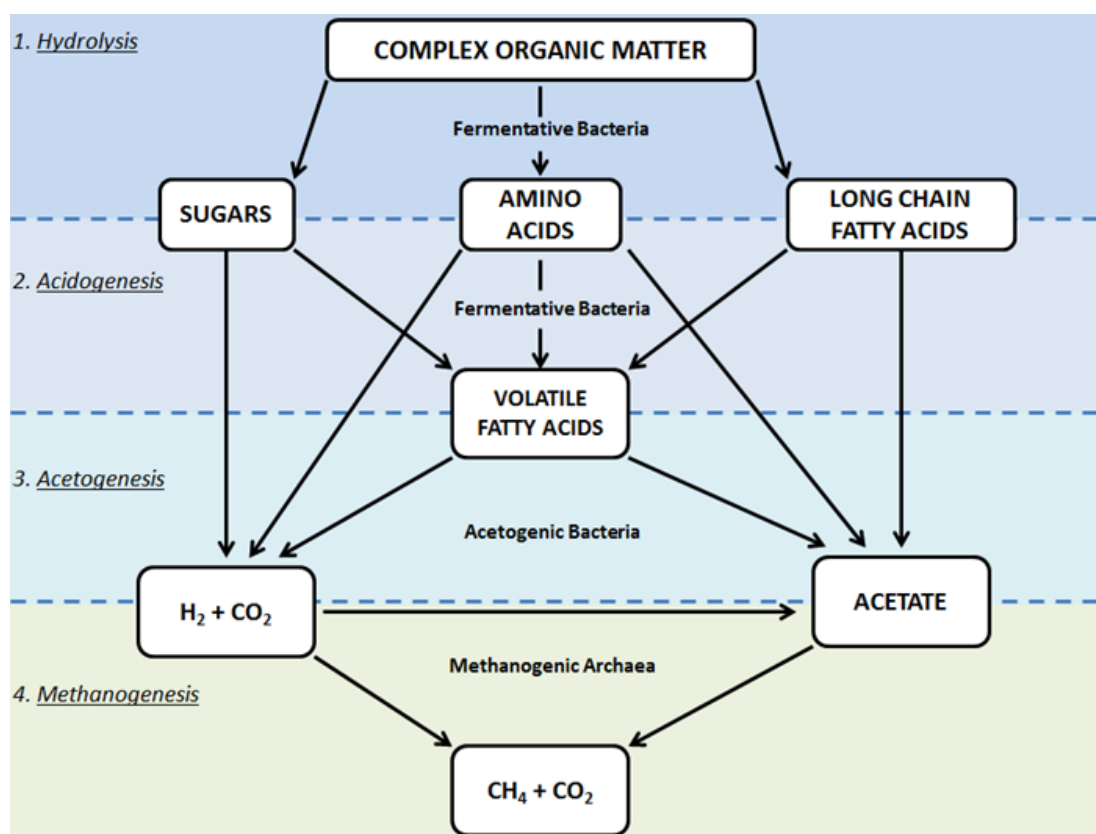 1. Hydrolysis
COMPLEX ORGANIC MATTER
Fermentative Bacteria
SUGARS
AMINO
ACIDS
LONG CHAIN
FATTY ACIDS
2. Acidogenesis
Fermentative Bacteria
VOLATILE
FATTY ACIDS
3. Acetogenesis
Acetogenic Bacteria
H₂ + CO₂
ACETATE
Methanogenic Archaea
4. Methanogenesis
CH₄ + CO₂